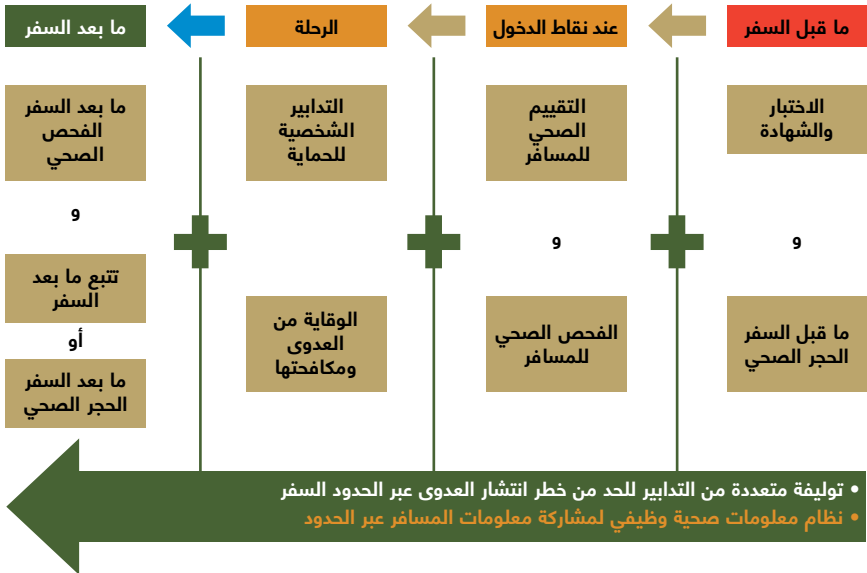 ما قبل السفر
عند نقاط الدخول
الرحلة
ما بعد السفر
الاختبار
والشهادة
و
ما قبل السفر
الحجر الصحي
التقييم
الصحي
للمسافر
و
الفحص الصحي
للمسافر
التدابير
الشخصية
للحماية
الوقاية من
العدوى
ومكافحتها
ما بعد السفر
الفحص
الصحي
و
تتبع ما بعد
السفر
أو
ما بعد السفر
الحجر الصحي
• توليفة متعددة من التدابير للحد من خطر انتشار العدوى عبر الحدود السفر
• نظام معلومات صحية وظيفي لمشاركة معلومات المسافر عبر الحدود